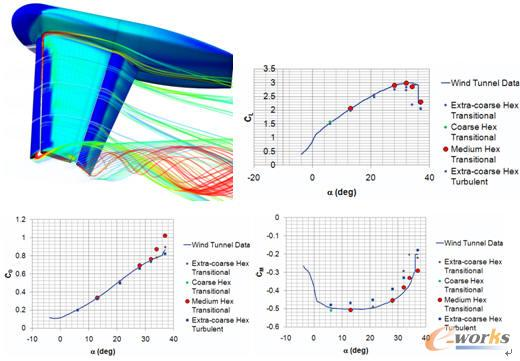 3.5
3
2.5
2
1.5
1
0.5
0
-20
0
20
40
CL
α (deg)
Wind Tunnel Data
Extra-coarse Hex
Transitional
Coarse Hex
Transitional
Medium Hex
Transitional
Extra-coarse Hex
Turbulent
1.2
1
0.8
0.6
0.4
0.2
0
-10
0
10
20
30
40
CD
α (deg)
Wind Tunnel Data
Extra-coarse Hex
Transitional
Coarse Hex
Transitional
Medium Hex
Transitional
Extra-coarse Hex
Turbulent
0
-0.1
-0.2
-0.3
-0.4
-0.5
-0.6
-10
0
10
20
30
40
CM
α (deg)
Wind Tunnel Data
Extra-coarse Hex
Transitional
Coarse Hex
Transitional
Medium Hex
Transitional
Extra-coarse Hex
Turbulent
e-works